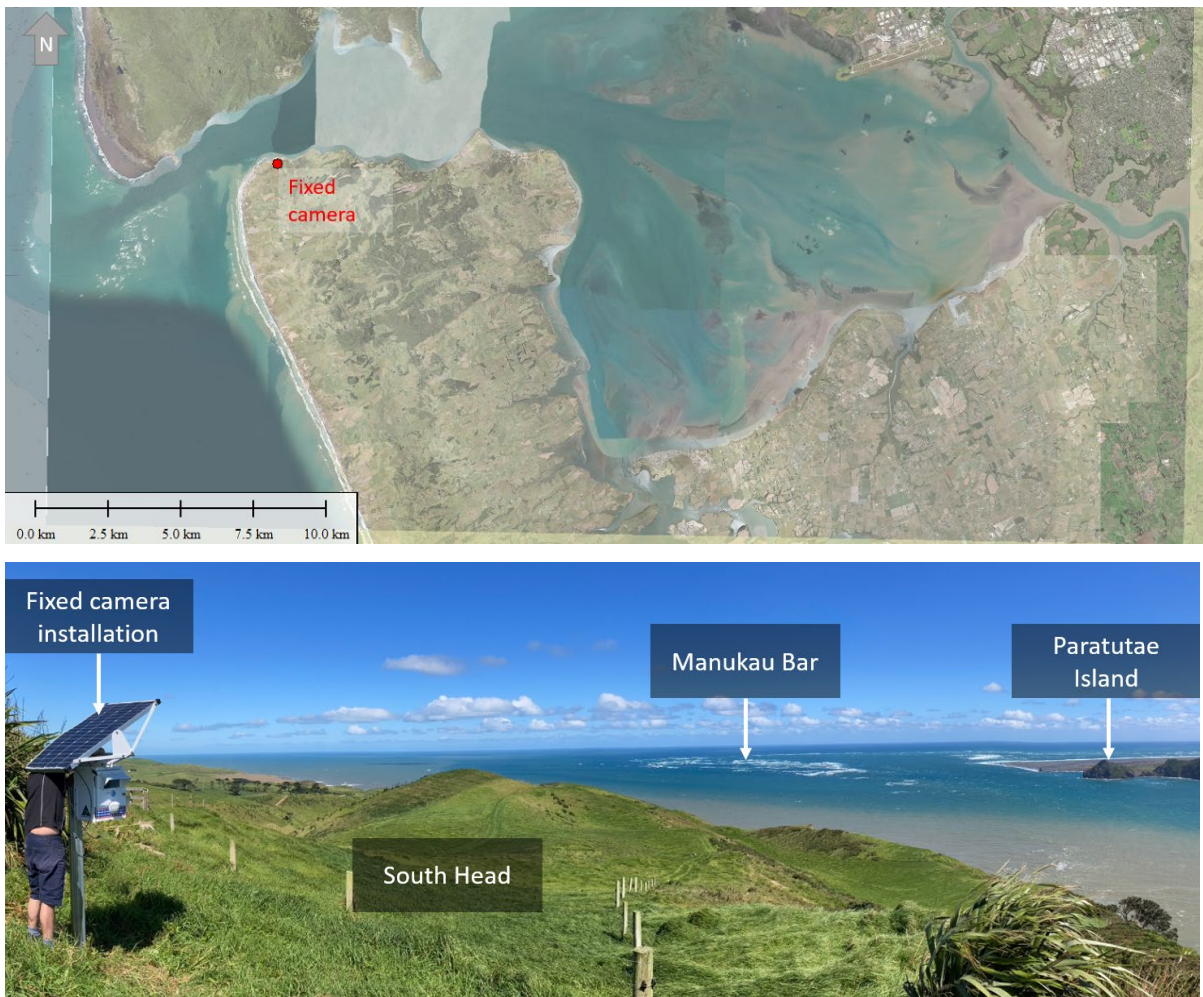 N
Fixed
camera
0.0 km 2.5 km 5.0 km 7.5 km 10.0 km
Fixed camera
installation
Manukau Bar
Paratutae
Island
South Head